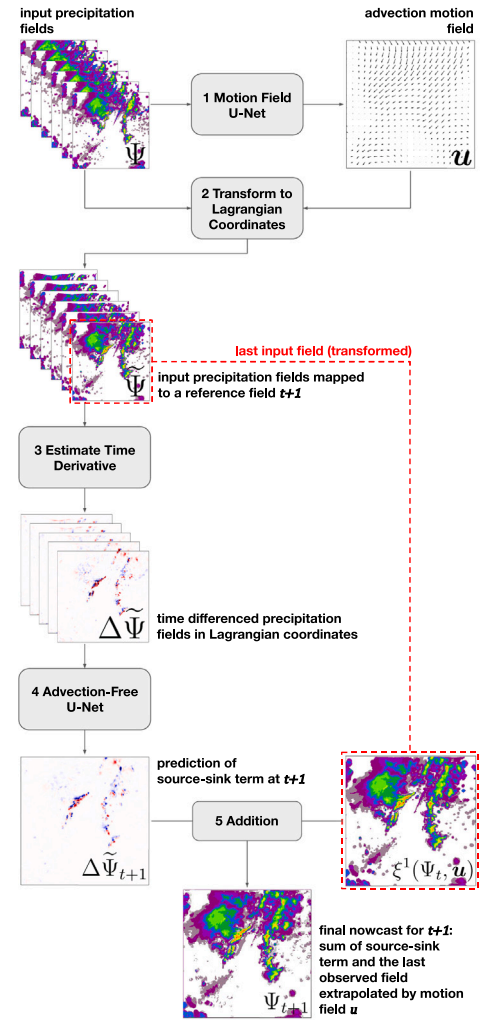 input precipitation
fields
advection motion
field
Ψ
1 Motion Field
U-Net
u
2 Transform to
Lagrangian
Coordinates
last input field (transformed)
Ψ̃
input precipitation fields mapped
to a reference field t+1
3 Estimate Time
Derivative
ΔΨ̃
time differenced precipitation
fields in Lagrangian coordinates
4 Advection-Free
U-Net
prediction of
source-sink term at t+1
5 Addition
ΔΨ̃t+1
ξ¹(Ψt, u)
final nowcast for t+1:
sum of source-sink
term and the last
observed field
extrapolated by motion
field u
Ψt+1